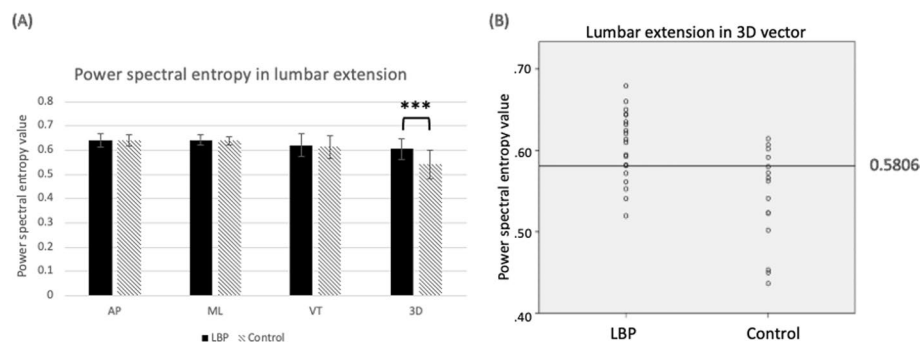 (A)
Power spectral entropy in lumbar extension
Power spectral entropy value
0.8
0.7
0.6
0.5
0.4
0.3
0.2
0.1
0
***
AP ML VT 3D
LBP Control
(B)
Lumbar extension in 3D vector
Power spectral entropy value
.70
.60
.50
.40
0.5806
LBP Control